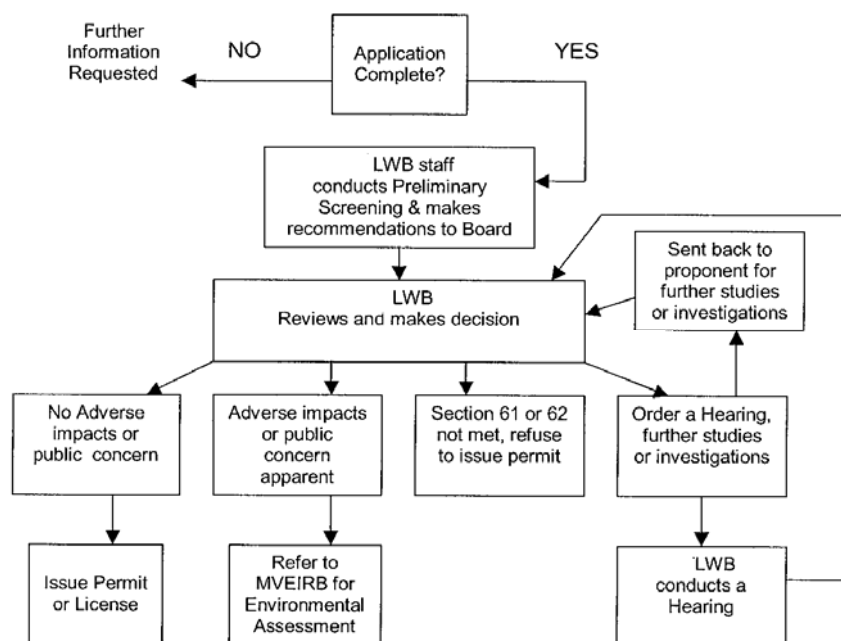 Further
Information
Requested
NO
Application
Complete?
YES
LWB staff
conducts Preliminary
Screening & makes
recommendations to Board
Sent back to
proponent for
further studies
or investigations
LWB
Reviews and makes decision
No Adverse
impacts or
public concern
Adverse impacts
or public
concern
apparent
Section 61 or 62
not met, refuse
to issue permit
Order a Hearing,
further studies
or investigations
Issue Permit
or License
Refer to
MVEIRB for
Environmental
Assessment
LWB
conducts a
Hearing